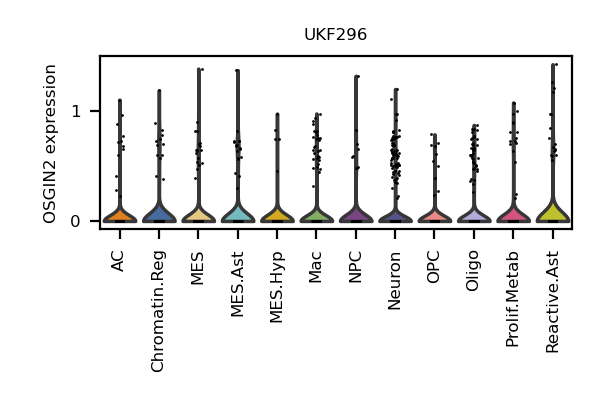 UKF296
OSGIN2 expression
1
0
AC
Chromatin.Reg
MES
MES.Ast
MES.Hyp
Mac
NPC
Neuron
OPC
Oligo
Prolif.Metab
Reactive.Ast